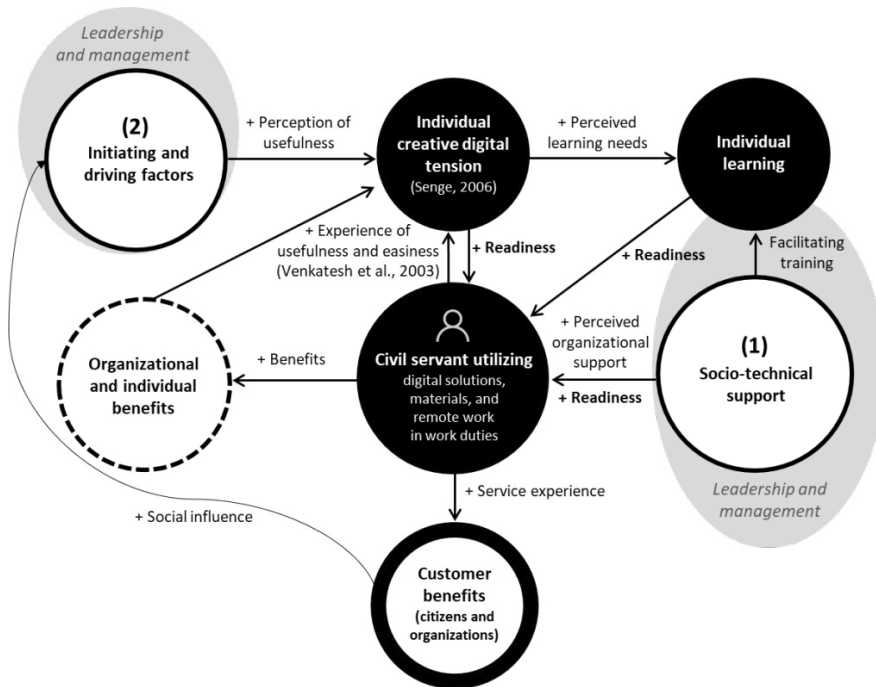 Leadership
and management
(2)
Initiating and
driving factors
+ Perception of
usefulness
Individual
creative digital
tension
(Senge, 2006)
+ Perceived
learning needs
Individual
learning
+ Experience of
usefulness and easiness
(Venkatesh et al., 2003)
+ Readiness
+ Readiness
Facilitating
training
Organizational
and individual
benefits
+ Benefits
Civil servant utilizing
digital solutions,
materials, and
remote work
in work duties
+ Perceived
organizational
support
+ Readiness
(1)
Socio-technical
support
Leadership and
management
+ Social influence
+ Service experience
Customer
benefits
(citizens and
organizations)